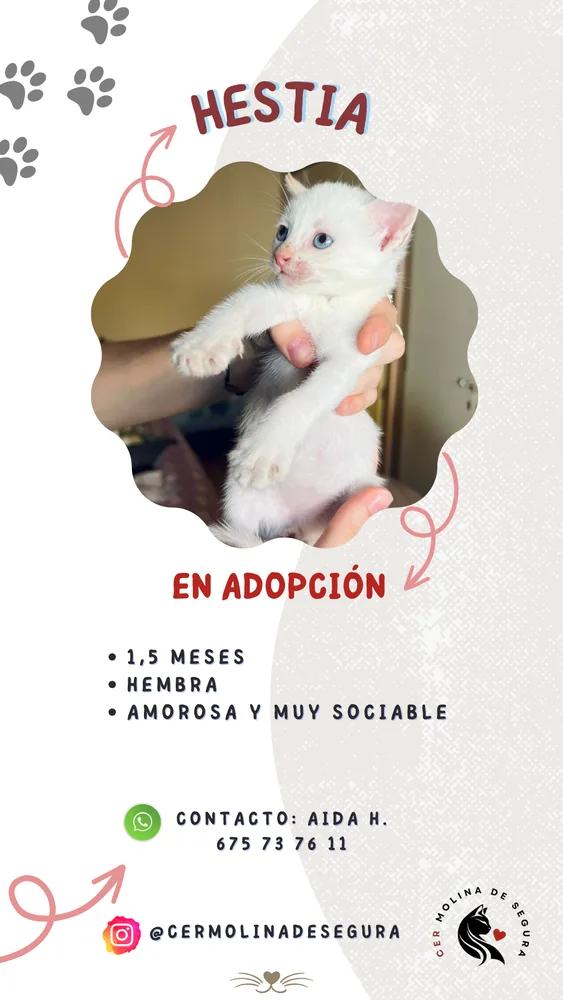 HESTIA
EN ADOPCIÓN
• 1,5 MESES
• HEMBRA
• AMOROSA Y MUY SOCIABLE
CONTACTO: AIDA H.
675 73 76 11
@CERMOLINADESEGURA
CER MOLINA DE SEGURA